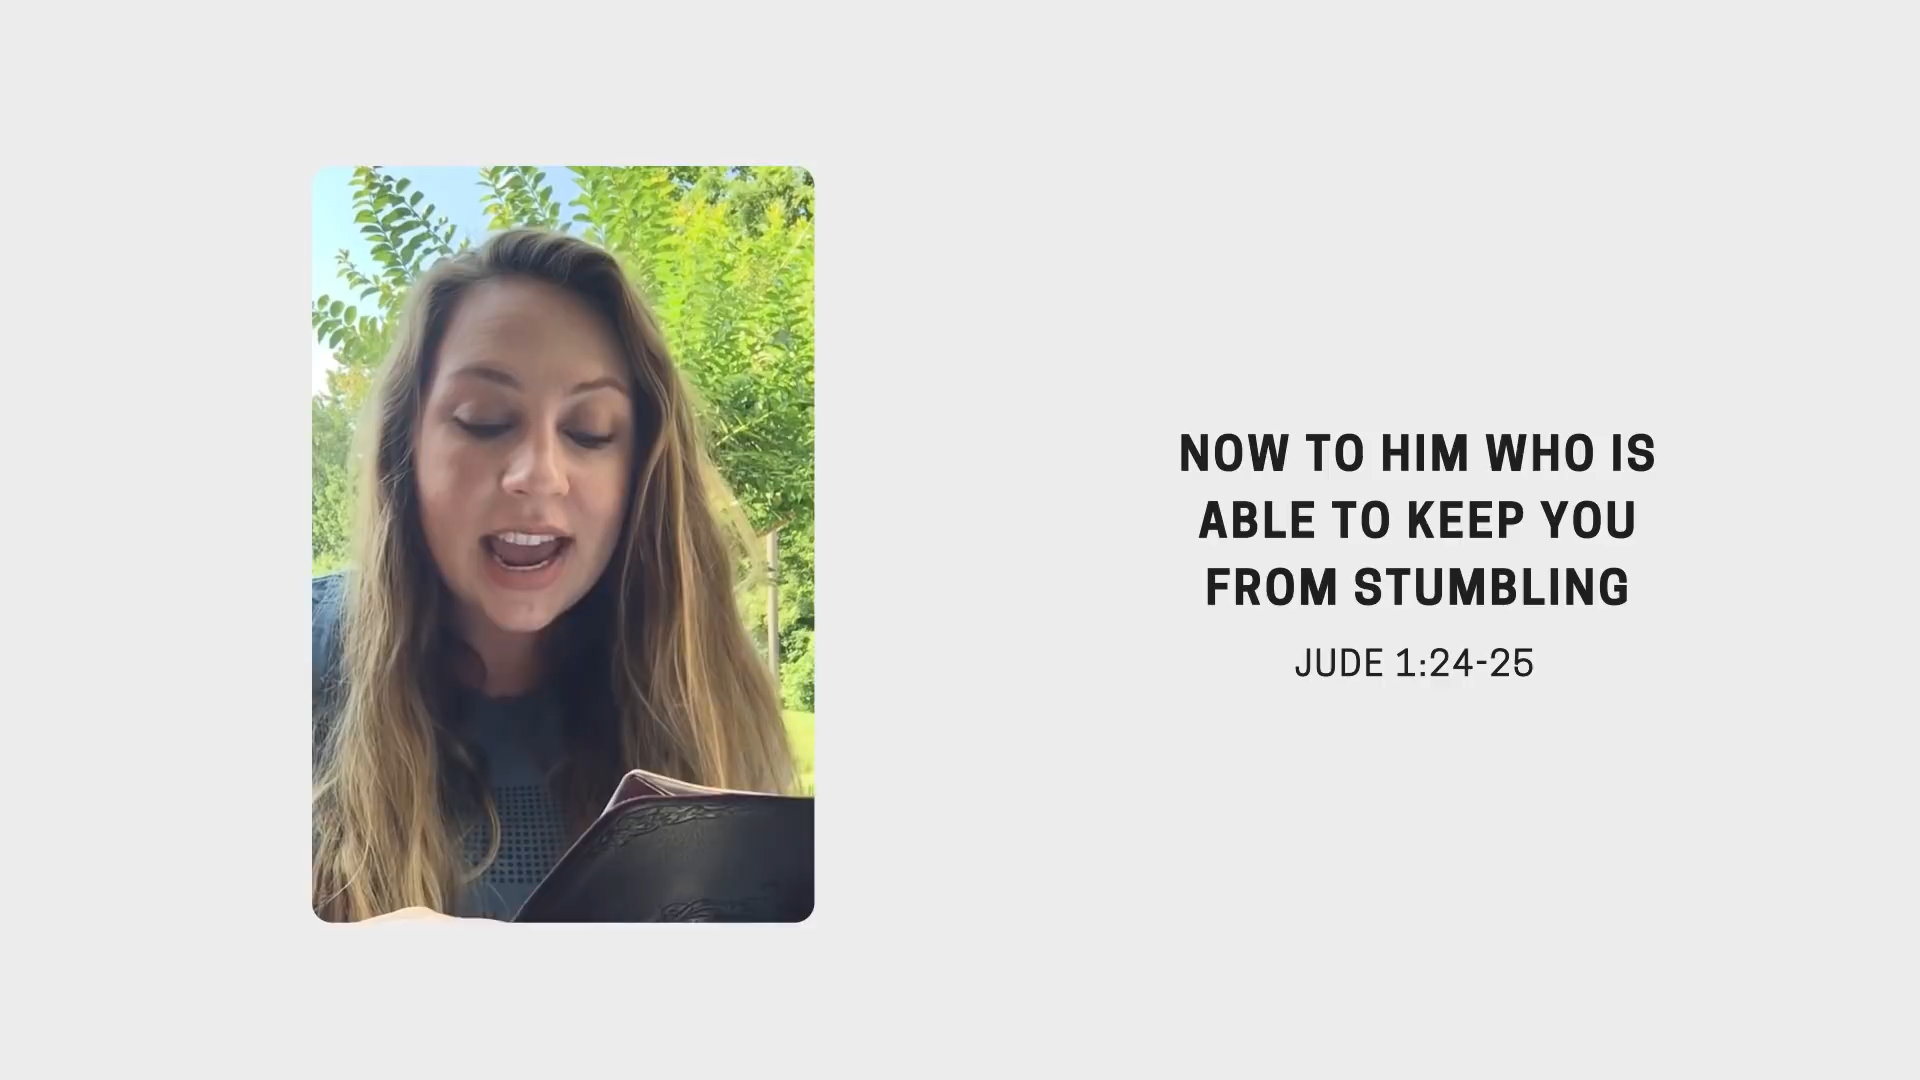 NOW TO HIM WHO IS
ABLE TO KEEP YOU
FROM STUMBLING
JUDE 1:24-25